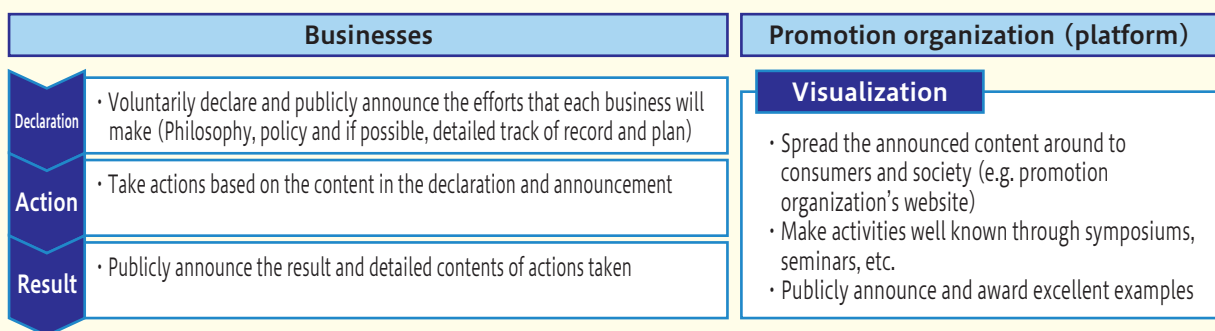 Businesses
Declaration
・Voluntarily declare and publicly announce the efforts that each business will
make (Philosophy, policy and if possible, detailed track of record and plan)
Action
・Take actions based on the content in the declaration and announcement
Result
・Publicly announce the result and detailed contents of actions taken
Promotion organization (platform)
Visualization
・Spread the announced content around to
consumers and society (e.g. promotion
organization's website)
・Make activities well known through symposiums,
seminars, etc.
・Publicly announce and award excellent examples